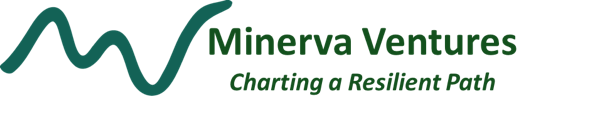 Minerva Ventures
Charting a Resilient Path